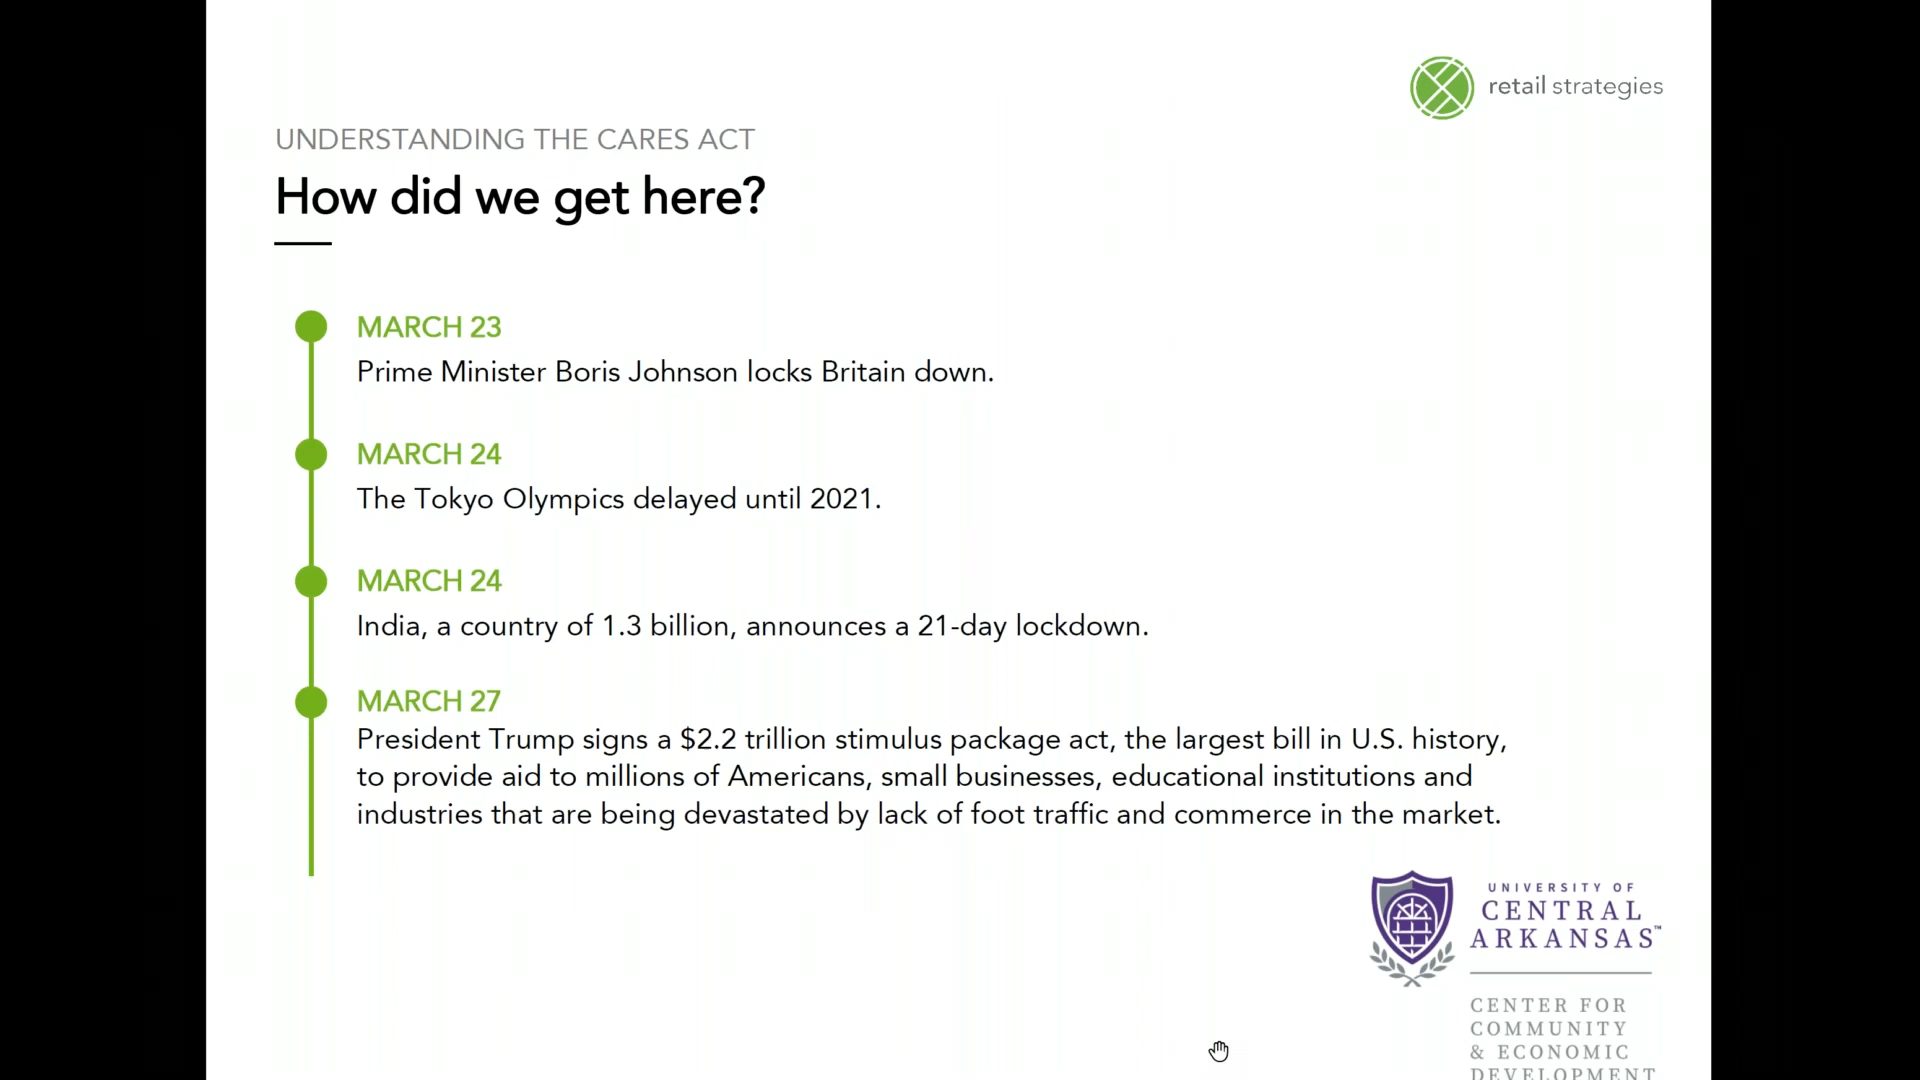 retail strategies
UNDERSTANDING THE CARES ACT
How did we get here?
MARCH 23
Prime Minister Boris Johnson locks Britain down.
MARCH 24
The Tokyo Olympics delayed until 2021.
MARCH 24
India, a country of 1.3 billion, announces a 21-day lockdown.
MARCH 27
President Trump signs a $2.2 trillion stimulus package act, the largest bill in U.S. history,
to provide aid to millions of Americans, small businesses, educational institutions and
industries that are being devastated by lack of foot traffic and commerce in the market.
UNIVERSITY OF
CENTRAL
ARKANSAS™
CENTER FOR
COMMUNITY
& ECONOMIC
DEVELOPMENT